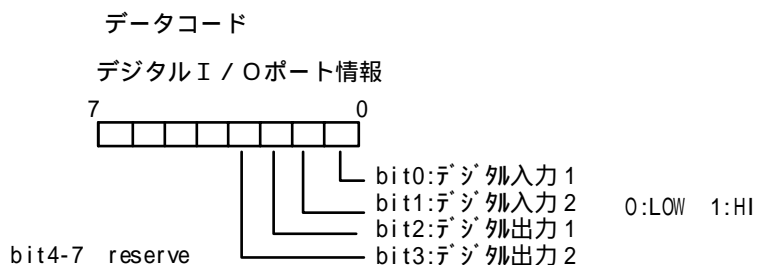 データコード
デジタルＩ／Ｏポート情報
7 0
bit0:ﾃﾞｼﾞﾀﾙ入力１
bit1:ﾃﾞｼﾞﾀﾙ入力２ 0:LOW 1:HI
bit2:ﾃﾞｼﾞﾀﾙ出力１
bit4-7 reserve bit3:ﾃﾞｼﾞﾀﾙ出力２